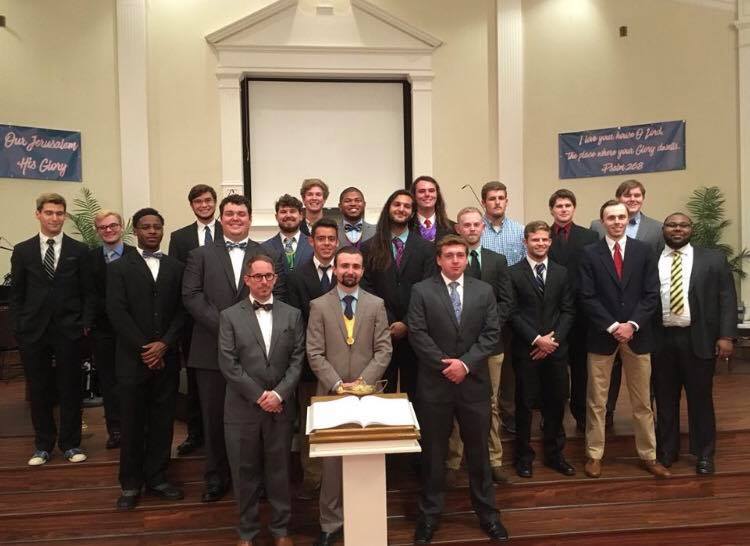 Our Jerusalem
His Glory
I love your house O Lord,
the place where your Glory dwells.
-Psalm 26:8